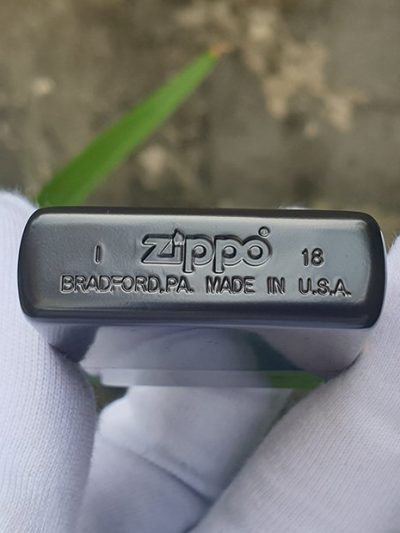 I Zippo® 18
BRADFORD,PA. MADE IN U.S.A.